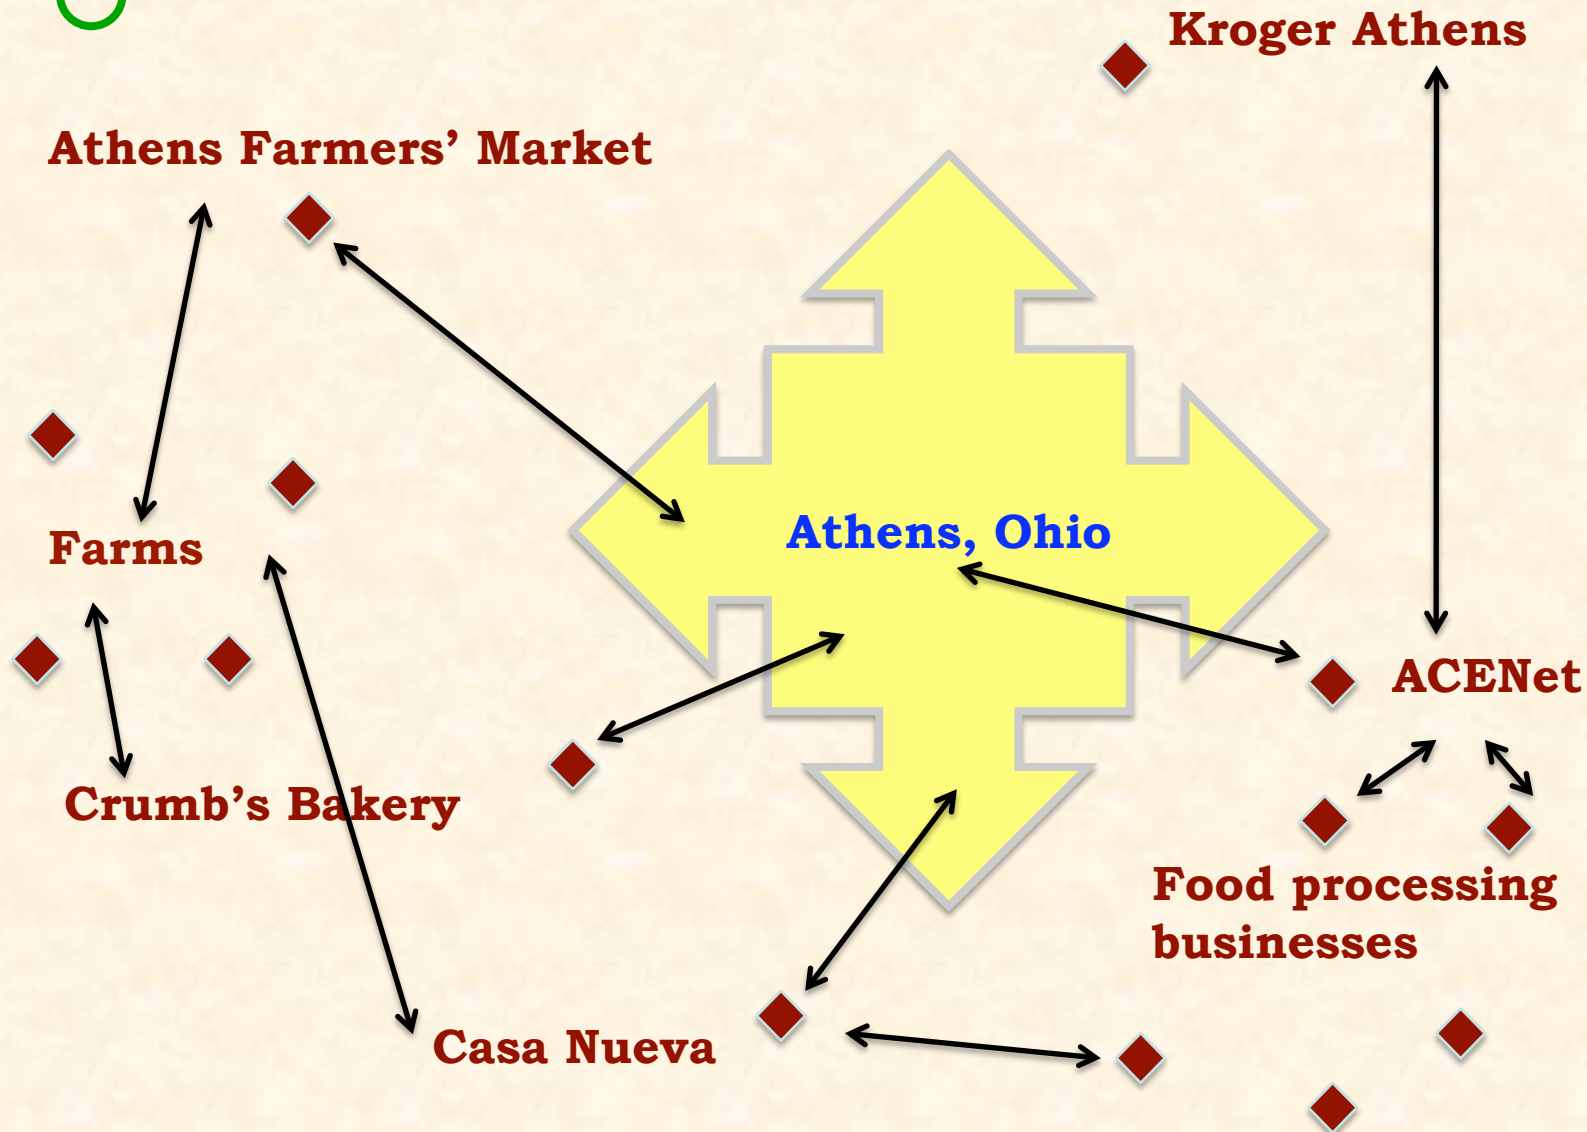 Kroger Athens
Athens Farmers’ Market
Athens, Ohio
Farms
ACENet
Crumb’s Bakery
Food processing
businesses
Casa Nueva